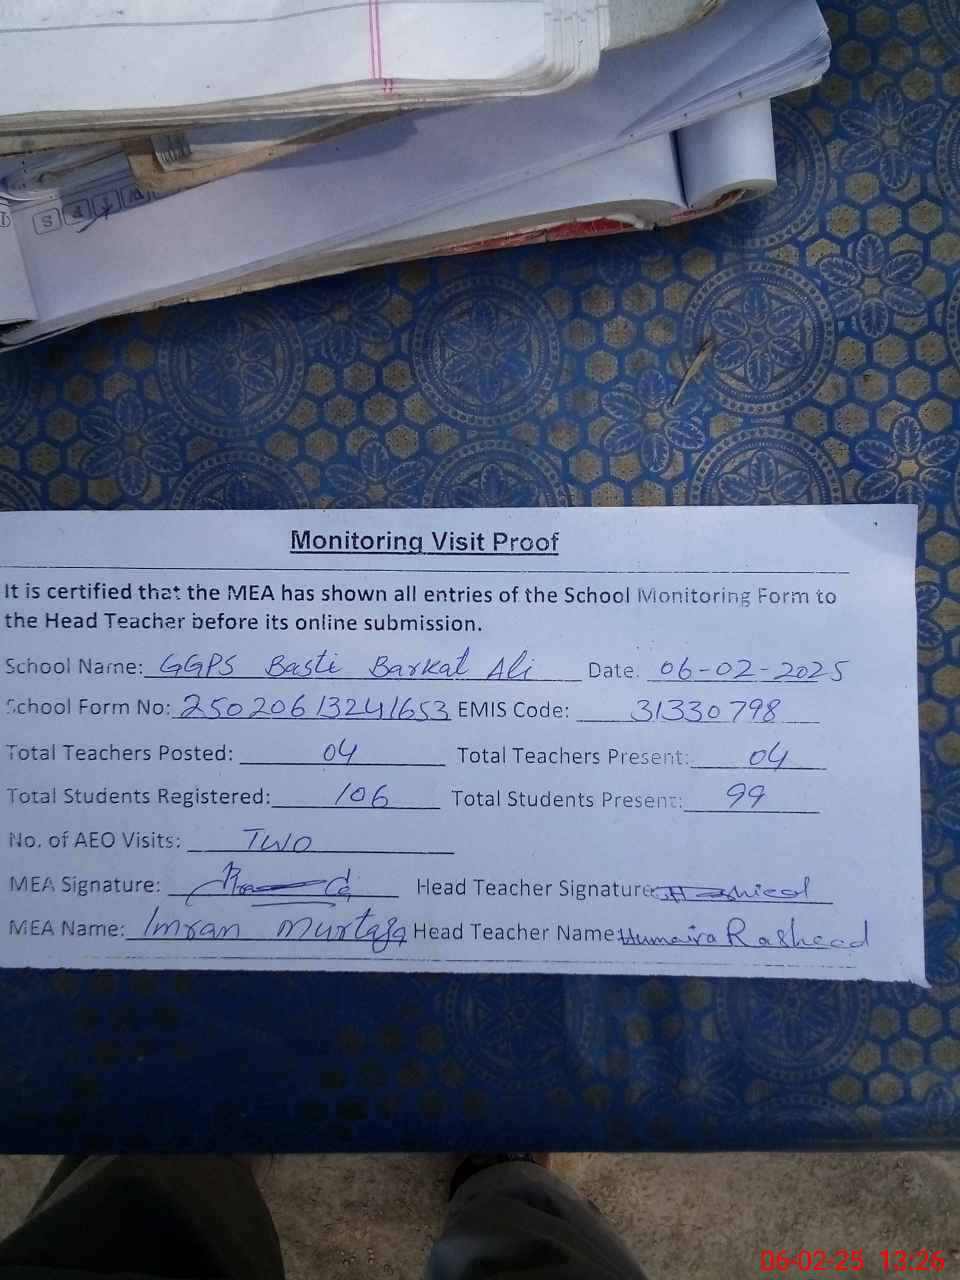 S F T W
Monitoring Visit Proof
It is certified that the MEA has shown all entries of the School Monitoring Form to
the Head Teacher before its online submission.
School Name: GGPS Basti Barkat Ali Date. 06-02-2025
School Form No: 25020613241653 EMIS Code: 31330798
Total Teachers Posted: 04 Total Teachers Present: 04
Total Students Registered: 106 Total Students Present: 99
No. of AEO Visits: Two
MEA Signature: Head Teacher Signature
MEA Name: Imran Murtaza Head Teacher Name Humaira Rasheed
06-02-25 13:26